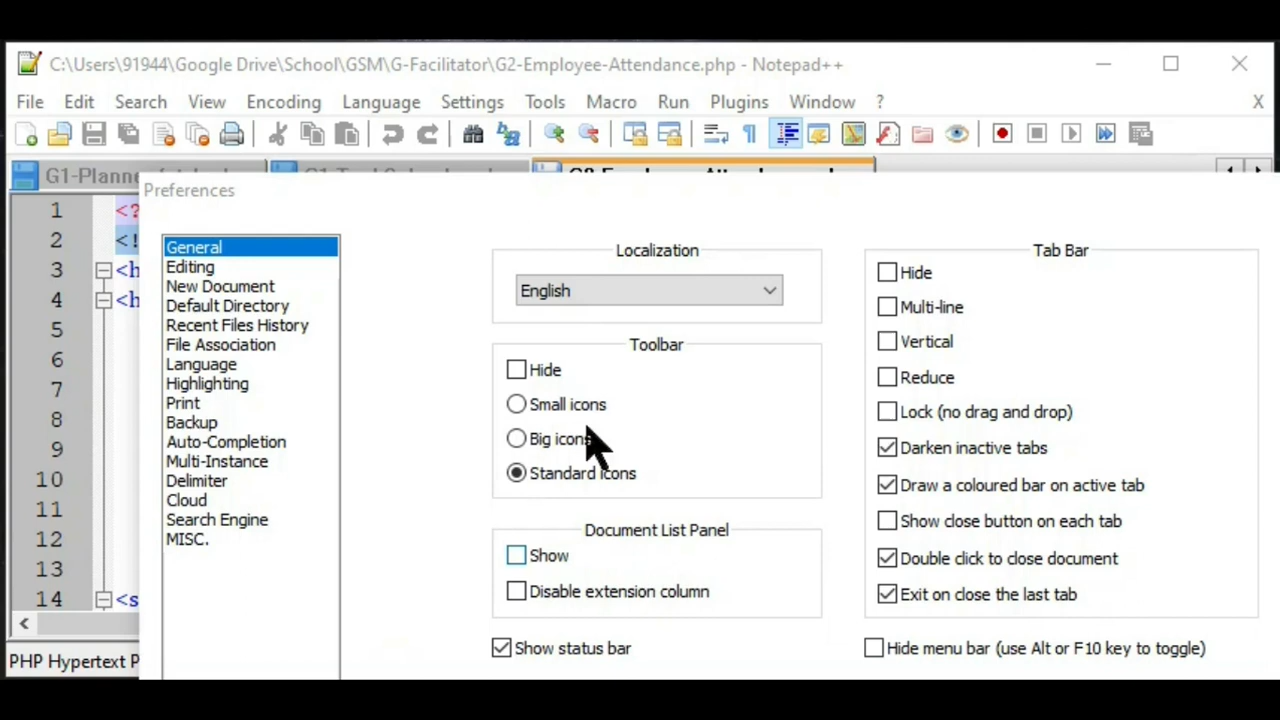 C:\Users\91944\Google Drive\School\GSM\G-Facilitator\G2-Employee-Attendance.php - Notepad++
File Edit Search View Encoding Language Settings Tools Macro Run Plugins Window ? X
Preferences
1 <?
2 <!
3 <h
4 <h
5
6
7
8
9
10
11
12
13
14 <s
General
Editing
New Document
Default Directory
Recent Files History
File Association
Language
Highlighting
Print
Backup
Auto-Completion
Multi-Instance
Delimiter
Cloud
Search Engine
MISC.
Localization
English
Toolbar
Hide
Small icons
Big icons
Standard icons
Document List Panel
Show
Disable extension column
Show status bar
Tab Bar
Hide
Multi-line
Vertical
Reduce
Lock (no drag and drop)
Darken inactive tabs
Draw a coloured bar on active tab
Show close button on each tab
Double click to close document
Exit on close the last tab
Hide menu bar (use Alt or F10 key to toggle)
PHP Hypertext P